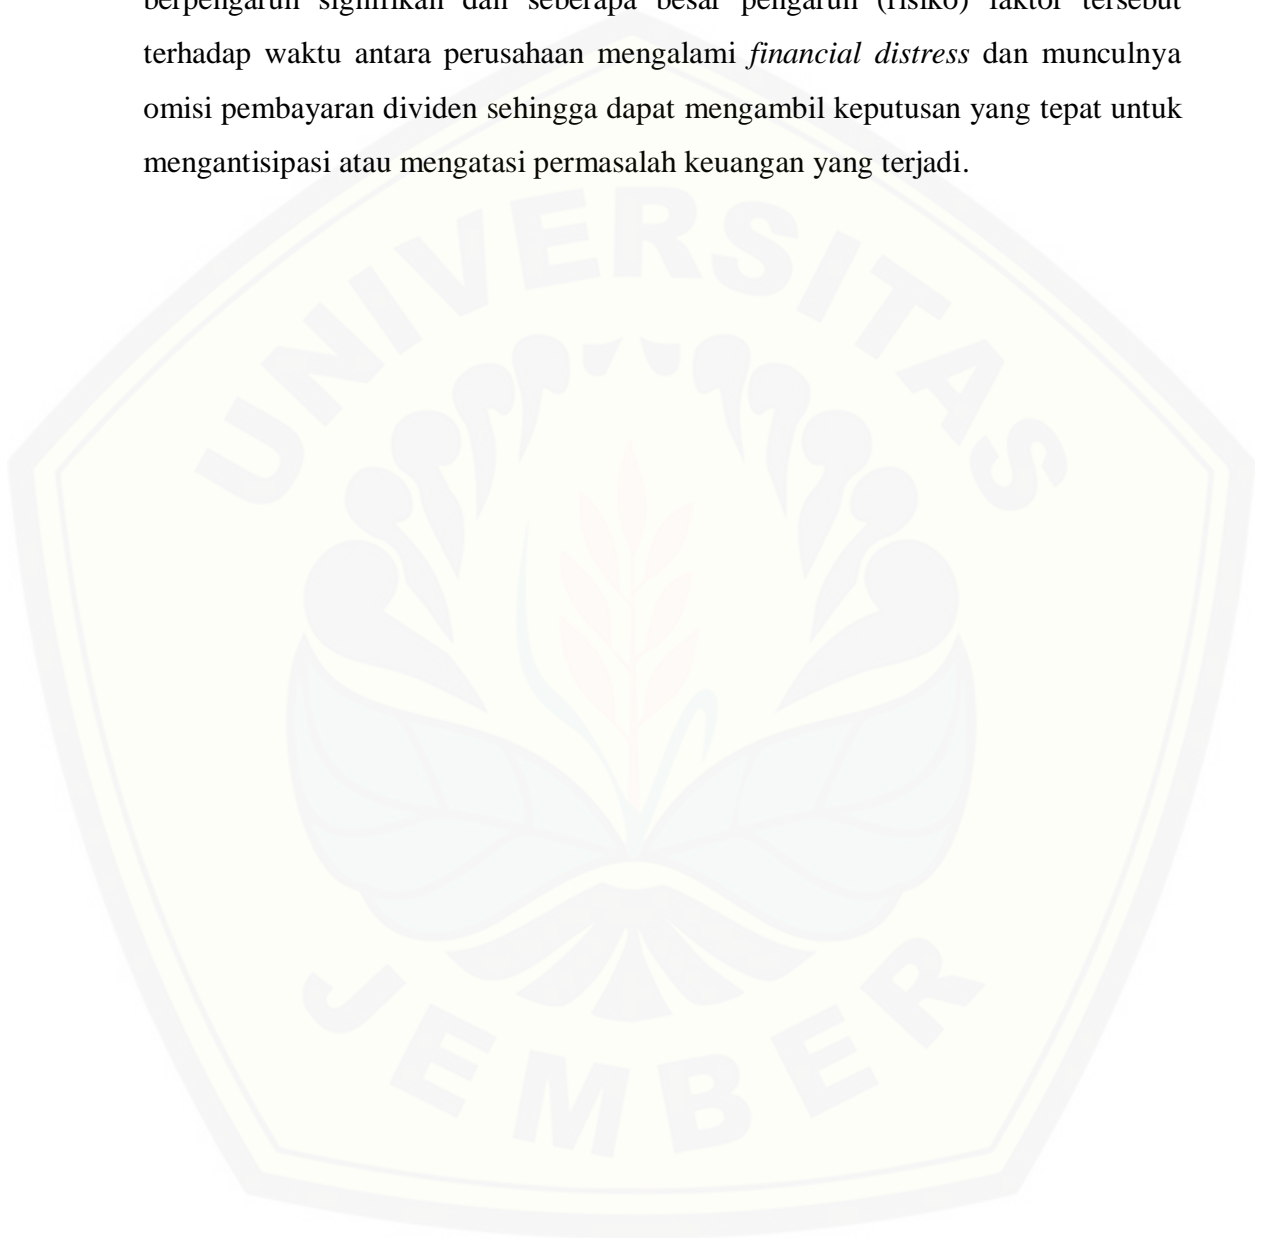 berpengaruh signifikan dan seberapa besar pengaruh (risiko) faktor tersebut
terhadap waktu antara perusahaan mengalami financial distress dan munculnya
omisi pembayaran dividen sehingga dapat mengambil keputusan yang tepat untuk
mengantisipasi atau mengatasi permasalah keuangan yang terjadi.
UNIVERSITAS
JEMBER